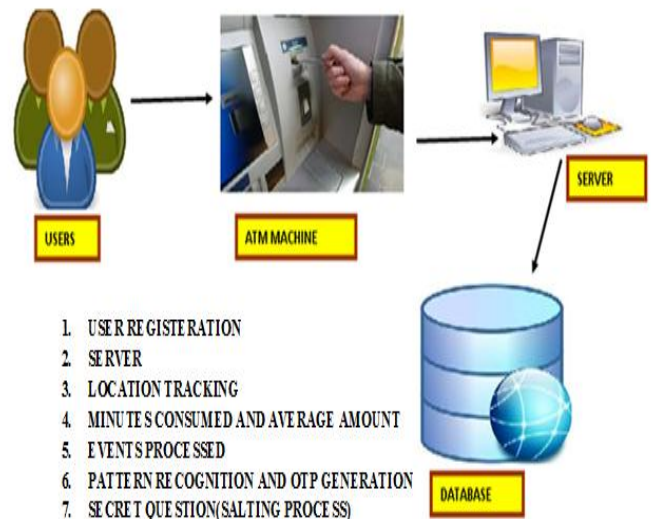 USERS
ATM MACHINE
SERVER
1. USER REGISTERATION
2. SERVER
3. LOCATION TRACKING
4. MINUTES CONSUMED AND AVERAGE AMOUNT
5. EVENTS PROCESSED
6. PATTERN RECOGNITION AND OTP GENERATION
7. SECRET QUESTION(SALTING PROCESS)
DATABASE